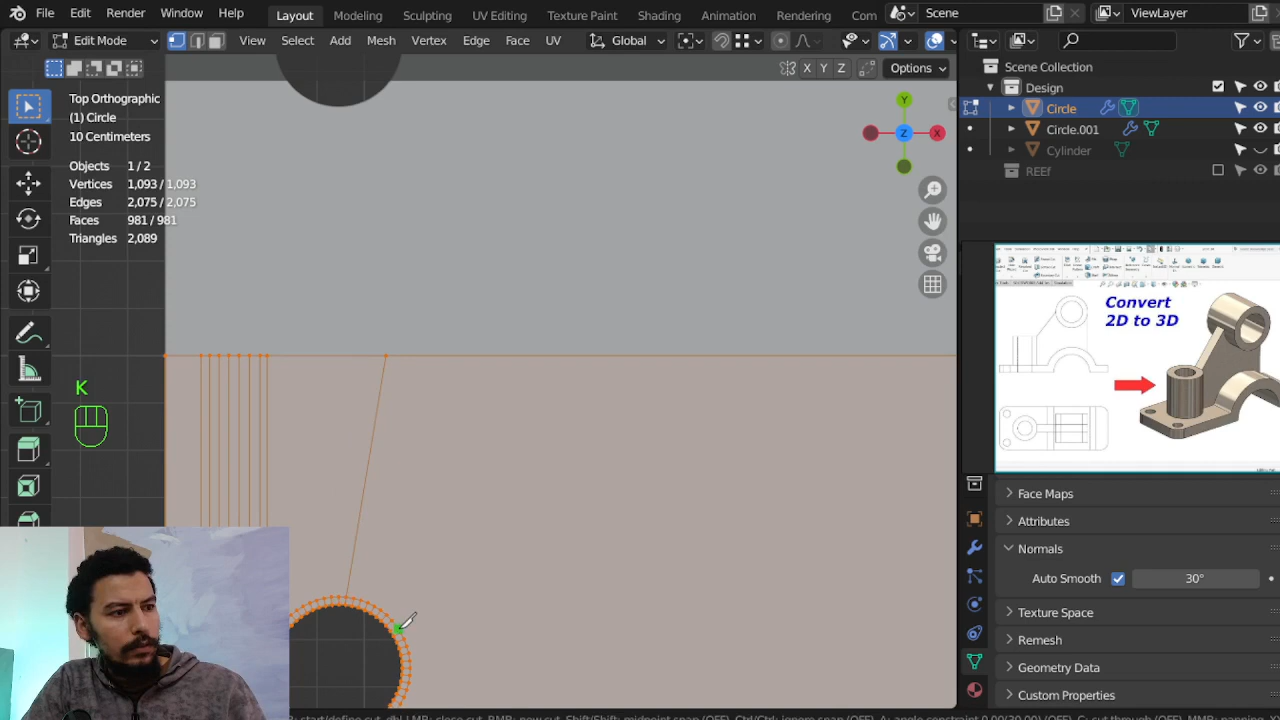 File Edit Render Window Help Layout Modeling Sculpting UV Editing Texture Paint Shading Animation Rendering Com Scene ViewLayer
Edit Mode View Select Add Mesh Vertex Edge Face UV Global
X Y Z Options
Top Orthographic
(1) Circle
10 Centimeters
Objects 1 / 2
Vertices 1,093 / 1,093
Edges 2,075 / 2,075
Faces 981 / 981
Triangles 2,089
K
Y
X
Z
Scene Collection
Design
Circle
Circle.001
Cylinder
REEf
Convert
2D to 3D
Face Maps
Attributes
Normals
Auto Smooth 30°
Texture Space
Remesh
Geometry Data
Custom Properties